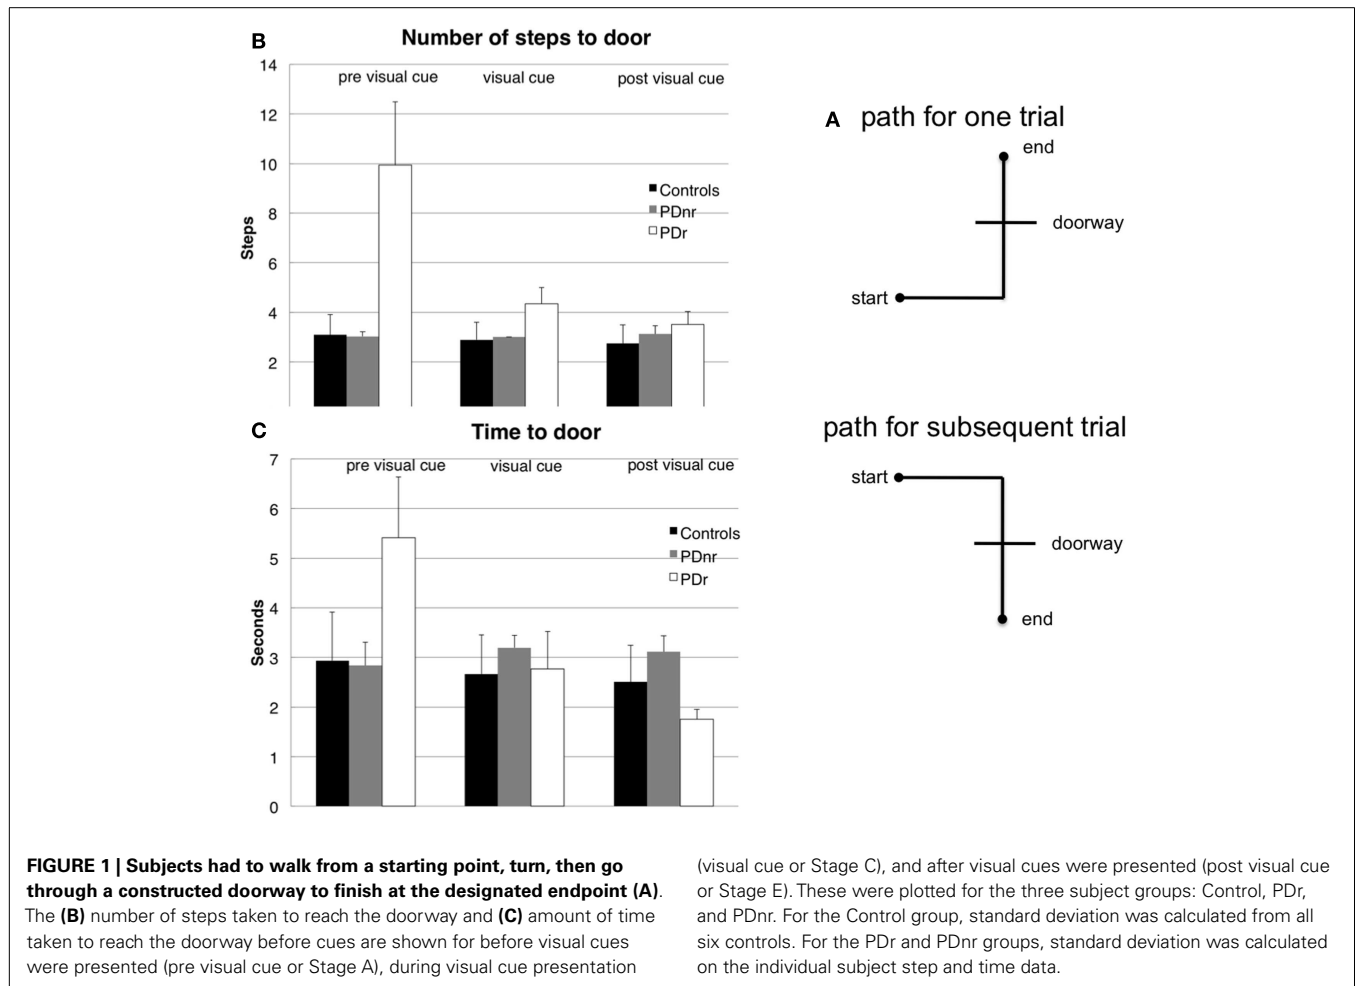 B
Number of steps to door
14
12
10
8
6
4
2
Steps
pre visual cue
visual cue
post visual cue
Controls
PDnr
PDr
A path for one trial
end
doorway
start
C
Time to door
7
6
5
4
3
2
1
0
Seconds
pre visual cue
visual cue
post visual cue
Controls
PDnr
PDr
path for subsequent trial
start
doorway
end
FIGURE 1 | Subjects had to walk from a starting point, turn, then go
through a constructed doorway to finish at the designated endpoint (A).
The (B) number of steps taken to reach the doorway and (C) amount of time
taken to reach the doorway before cues are shown for before visual cues
were presented (pre visual cue or Stage A), during visual cue presentation
(visual cue or Stage C), and after visual cues were presented (post visual cue
or Stage E). These were plotted for the three subject groups: Control, PDr,
and PDnr. For the Control group, standard deviation was calculated from all
six controls. For the PDr and PDnr groups, standard deviation was calculated
on the individual subject step and time data.